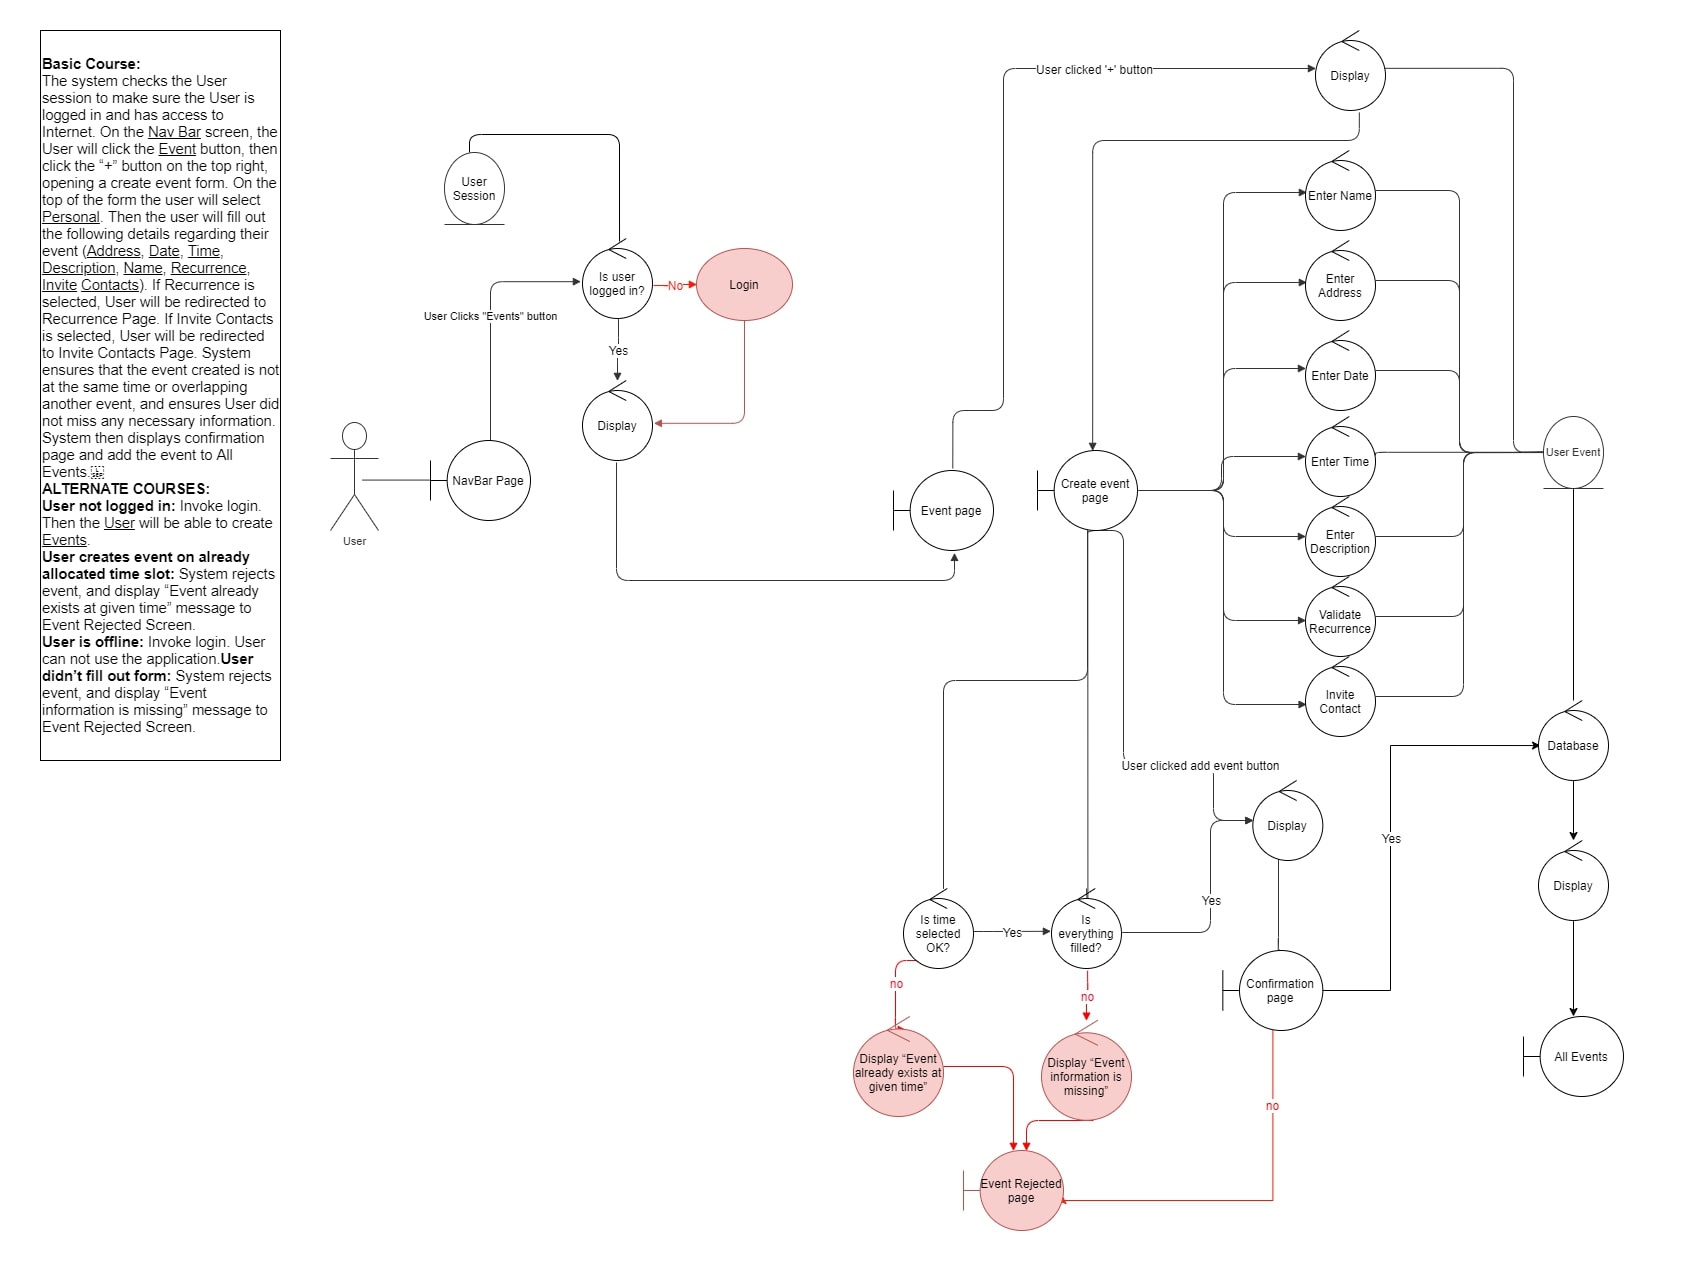 Basic Course:
The system checks the User
session to make sure the User is
logged in and has access to
Internet. On the Nav Bar screen, the
User will click the Event button, then
click the “+” button on the top right,
opening a create event form. On the
top of the form the user will select
Personal. Then the user will fill out
the following details regarding their
event (Address, Date, Time,
Description, Name, Recurrence,
Invite Contacts). If Recurrence is
selected, User will be redirected to
Recurrence Page. If Invite Contacts
is selected, User will be redirected
to Invite Contacts Page. System
ensures that the event created is not
at the same time or overlapping
another event, and ensures User did
not miss any necessary information.
System then displays confirmation
page and add the event to All
Events.
ALTERNATE COURSES:
User not logged in: Invoke login.
Then the User will be able to create
Events.
User creates event on already
allocated time slot: System rejects
event, and display “Event already
exists at given time” message to
Event Rejected Screen.
User is offline: Invoke login. User
can not use the application.User
didn’t fill out form: System rejects
event, and display “Event
information is missing” message to
Event Rejected Screen.
User
NavBar Page
User Clicks "Events" button
User
Session
Is user
logged in?
No
Login
Yes
Display
Event page
User clicked '+' button
Display
Create event
page
Enter Name
Enter
Address
Enter Date
Enter Time
Enter
Description
Validate
Recurrence
Invite
Contact
User Event
User clicked add event button
Display
Is time
selected
OK?
Yes
Is
everything
filled?
Yes
no
no
Display “Event
already exists at
given time”
Display “Event
information is
missing”
Event Rejected
page
Confirmation
page
no
Yes
Database
Display
All Events